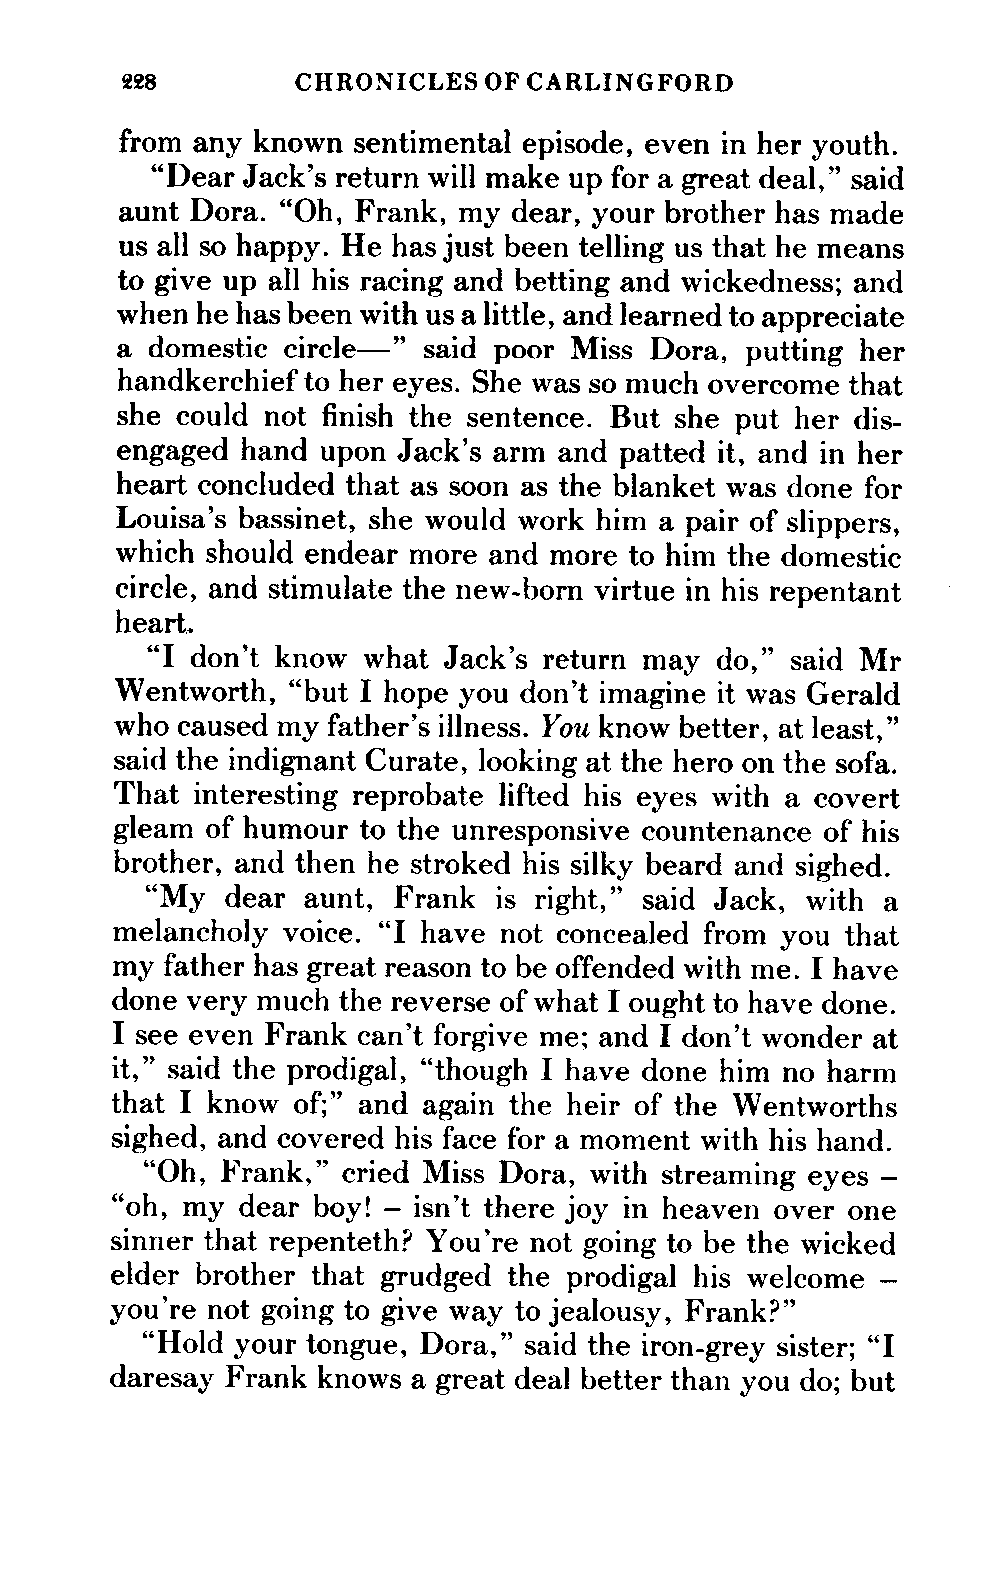 228 CHRONICLES OF CARLINGFORD
from any known sentimental episode, even in her youth.
“Dear Jack’s return will make up for a great deal,” said
aunt Dora. “Oh, Frank, my dear, your brother has made
us all so happy. He has just been telling us that he means
to give up all his racing and betting and wickedness; and
when he has been with us a little, and learned to appreciate
a domestic circle—” said poor Miss Dora, putting her
handkerchief to her eyes. She was so much overcome that
she could not finish the sentence. But she put her dis-
engaged hand upon Jack’s arm and patted it, and in her
heart concluded that as soon as the blanket was done for
Louisa’s bassinet, she would work him a pair of slippers,
which should endear more and more to him the domestic
circle, and stimulate the new-born virtue in his repentant
heart.
“I don’t know what Jack’s return may do,” said Mr
Wentworth, “but I hope you don’t imagine it was Gerald
who caused my father’s illness. You know better, at least,”
said the indignant Curate, looking at the hero on the sofa.
That interesting reprobate lifted his eyes with a covert
gleam of humour to the unresponsive countenance of his
brother, and then he stroked his silky beard and sighed.
“My dear aunt, Frank is right,” said Jack, with a
melancholy voice. “I have not concealed from you that
my father has great reason to be offended with me. I have
done very much the reverse of what I ought to have done.
I see even Frank can’t forgive me; and I don’t wonder at
it,” said the prodigal, “though I have done him no harm
that I know of;” and again the heir of the Wentworths
sighed, and covered his face for a moment with his hand.
“Oh, Frank,” cried Miss Dora, with streaming eyes –
“oh, my dear boy! – isn’t there joy in heaven over one
sinner that repenteth? You’re not going to be the wicked
elder brother that grudged the prodigal his welcome –
you’re not going to give way to jealousy, Frank?”
“Hold your tongue, Dora,” said the iron-grey sister; “I
daresay Frank knows a great deal better than you do; but